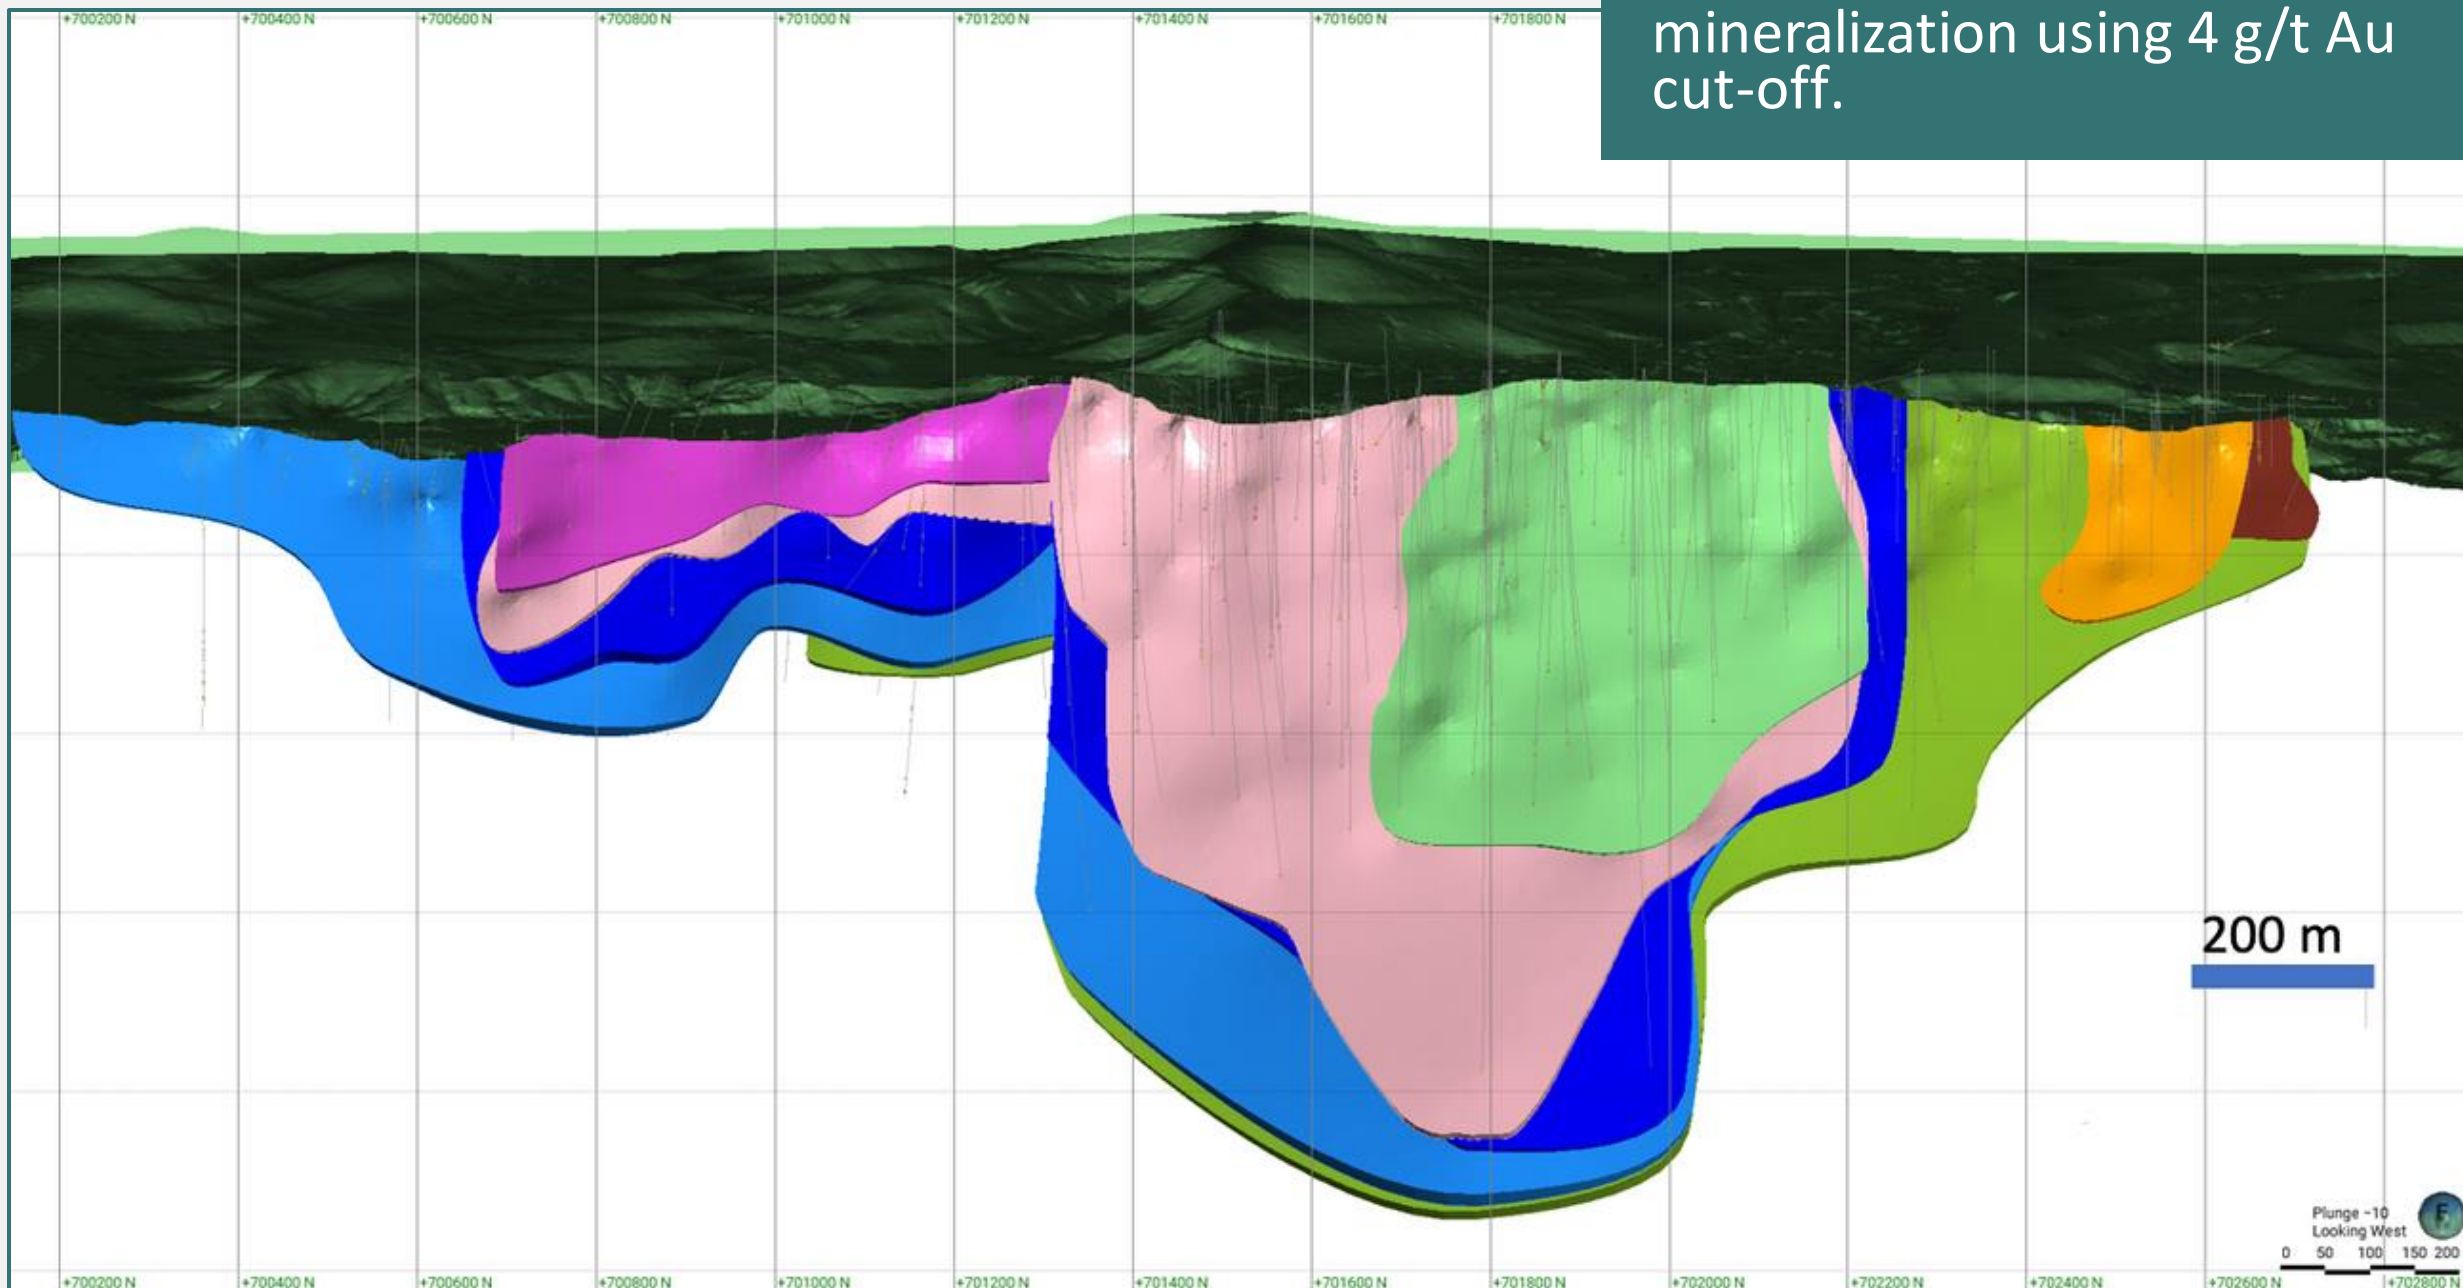 +700200 N +700400 N +700600 N +700800 N +701000 N +701200 N +701400 N +701600 N +701800 N
mineralization using 4 g/t Au
cut-off.
200 m
Plunge -10
Looking West
E
0 50 100 150 200
+700200 N +700400 N +700600 N +700800 N +701000 N +701200 N +701400 N +701600 N +701800 N +702000 N +702200 N +702400 N +702600 N +702800 N